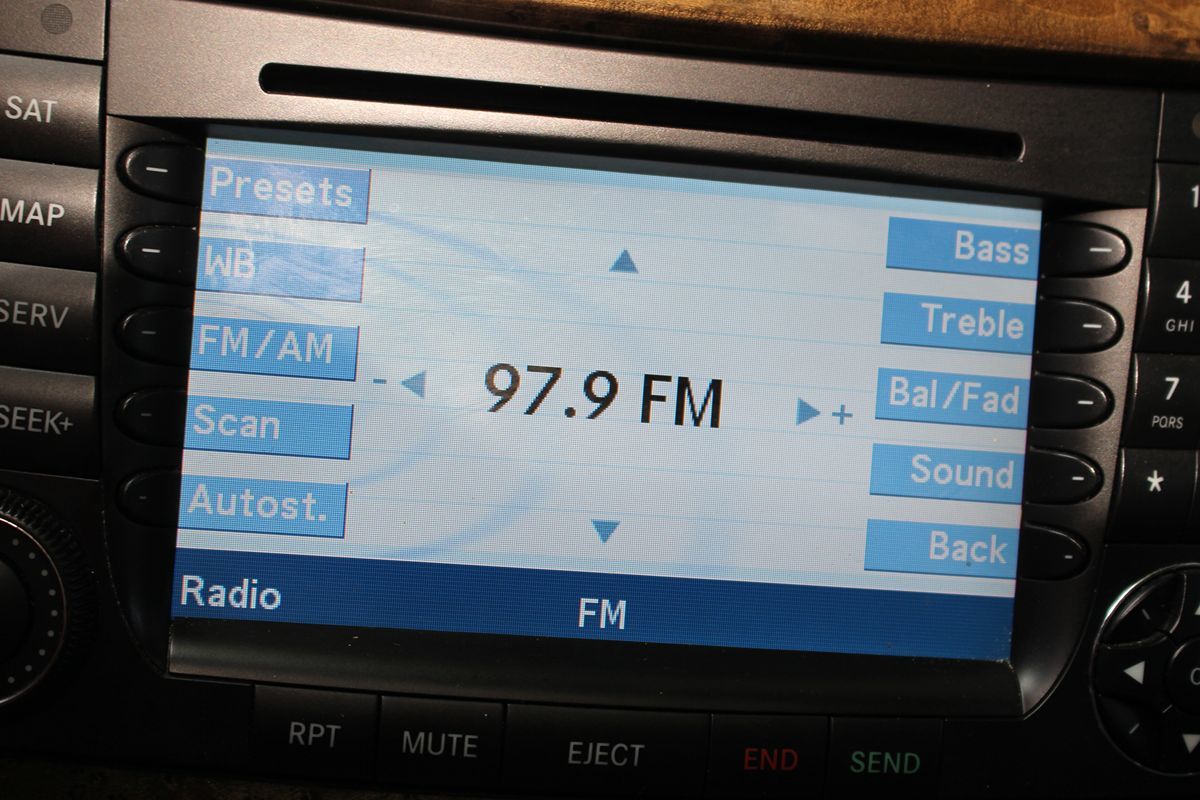 SAT
MAP
SERV
SEEK+
Presets
WB
FM/AM
Scan
Autost.
- 97.9 FM +
Bass
Treble
Bal/Fad
Sound
Back
Radio
FM
1
4
GHI
7
PQRS
*
RPT
MUTE
EJECT
END
SEND